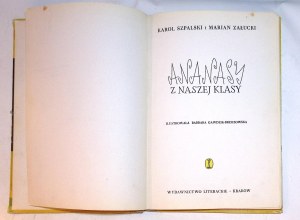 KAROL SZPALSKI I MARIAN ZAŁUCKI
ANANASY
Z NASZEJ KLASY
ILUSTROWAŁA BARBARA GAWDZIK-BRZOZOWSKA
WYDAWNICTWO LITERACKIE - KRAKÓW